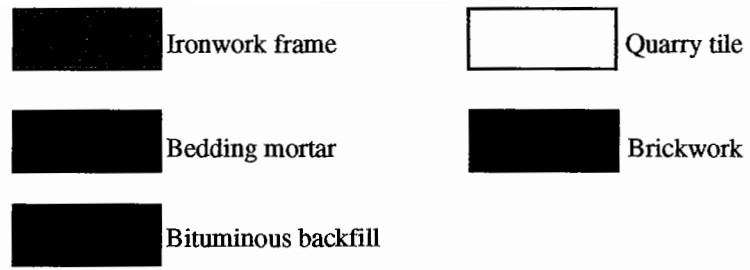 Ironwork frame
Quarry tile
Bedding mortar
Brickwork
Bituminous backfill